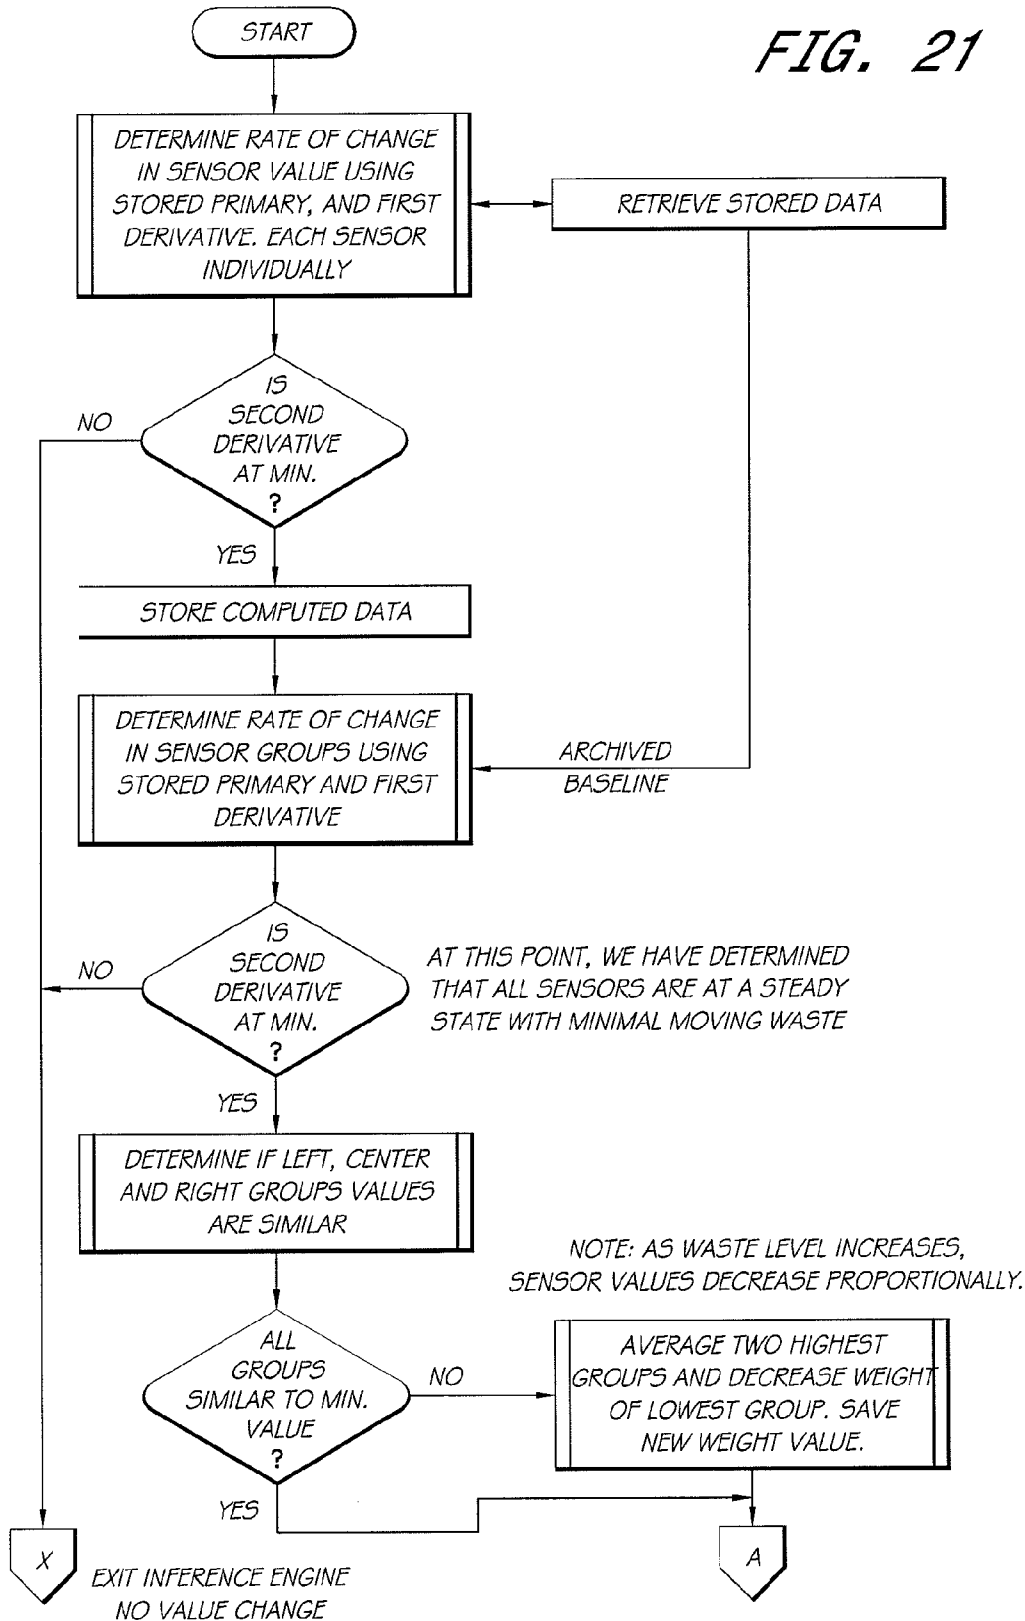 START
FIG. 21
DETERMINE RATE OF CHANGE
IN SENSOR VALUE USING
STORED PRIMARY, AND FIRST
DERIVATIVE. EACH SENSOR
INDIVIDUALLY
RETRIEVE STORED DATA
IS
SECOND
DERIVATIVE
AT MIN.
?
NO
YES
STORE COMPUTED DATA
DETERMINE RATE OF CHANGE
IN SENSOR GROUPS USING
STORED PRIMARY AND FIRST
DERIVATIVE
ARCHIVED
BASELINE
IS
SECOND
DERIVATIVE
AT MIN.
?
NO
AT THIS POINT, WE HAVE DETERMINED
THAT ALL SENSORS ARE AT A STEADY
STATE WITH MINIMAL MOVING WASTE
YES
DETERMINE IF LEFT, CENTER
AND RIGHT GROUPS VALUES
ARE SIMILAR
NOTE: AS WASTE LEVEL INCREASES,
SENSOR VALUES DECREASE PROPORTIONALLY.
ALL
GROUPS
SIMILAR TO MIN.
VALUE
?
NO
AVERAGE TWO HIGHEST
GROUPS AND DECREASE WEIGHT
OF LOWEST GROUP. SAVE
NEW WEIGHT VALUE.
YES
X
EXIT INFERENCE ENGINE
NO VALUE CHANGE
A